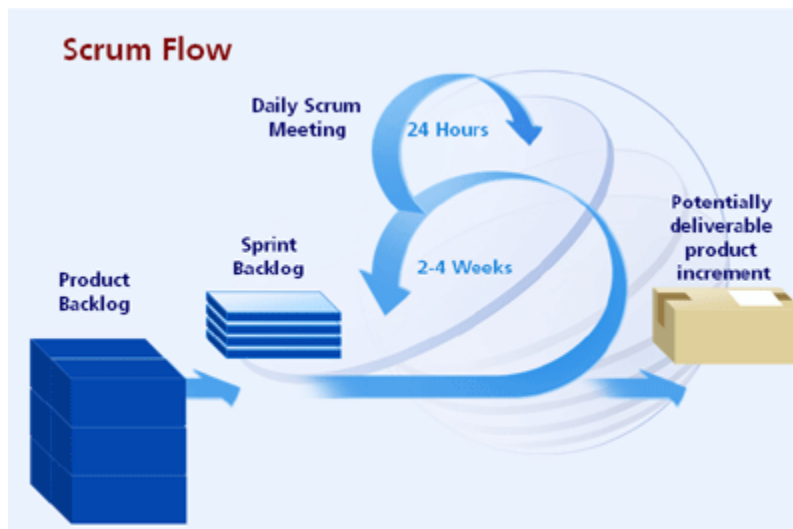 Scrum Flow
Daily Scrum
Meeting
24 Hours
Potentially
deliverable
product
increment
Sprint
Backlog
2-4 Weeks
Product
Backlog